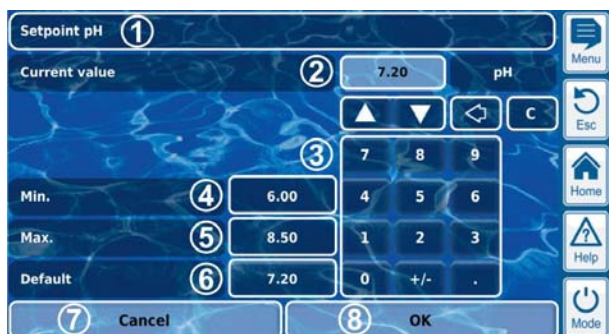 Setpoint pH ①
Menu
Current value ② 7.20 pH
C
Esc
③ 7 8 9
Min. ④ 6.00 4 5 6
Home
Max. ⑤ 8.50 1 2 3
Help
Default ⑥ 7.20 0 +/- .
⑦ Cancel ⑧ OK
Mode